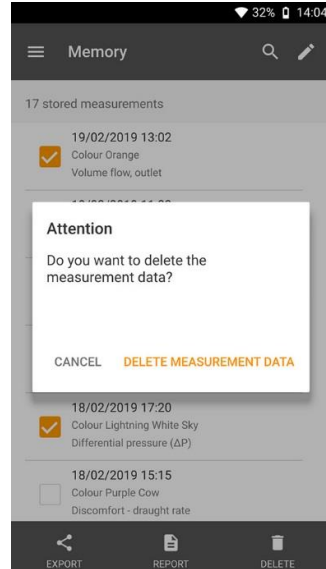 32% 14:04
Memory
17 stored measurements
19/02/2019 13:02
Colour Orange
Volume flow, outlet
Attention
Do you want to delete the
measurement data?
CANCEL DELETE MEASUREMENT DATA
18/02/2019 17:20
Colour Lightning White Sky
Differential pressure (ΔP)
18/02/2019 15:15
Colour Purple Cow
Discomfort - draught rate
EXPORT REPORT DELETE